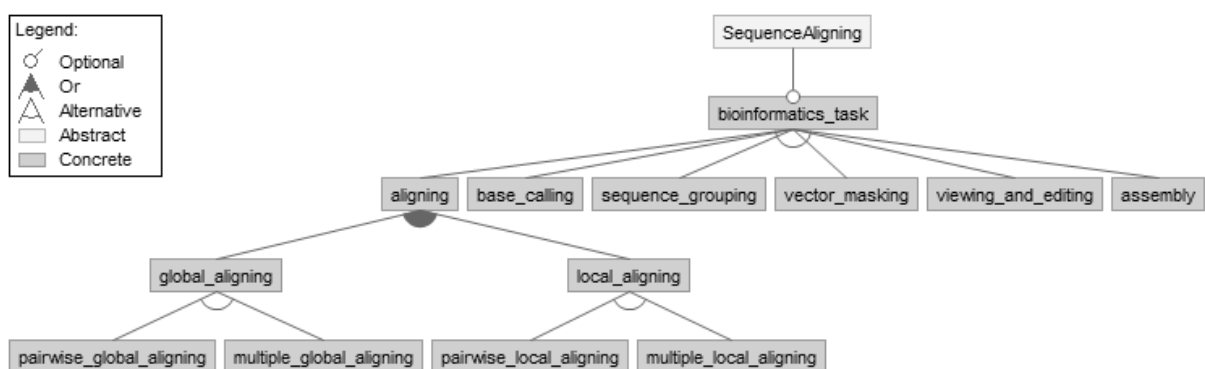 Legend:
Optional
Or
Alternative
Abstract
Concrete
SequenceAligning
bioinformatics_task
aligning base_calling sequence_grouping vector_masking viewing_and_editing assembly
global_aligning local_aligning
pairwise_global_aligning multiple_global_aligning pairwise_local_aligning multiple_local_aligning